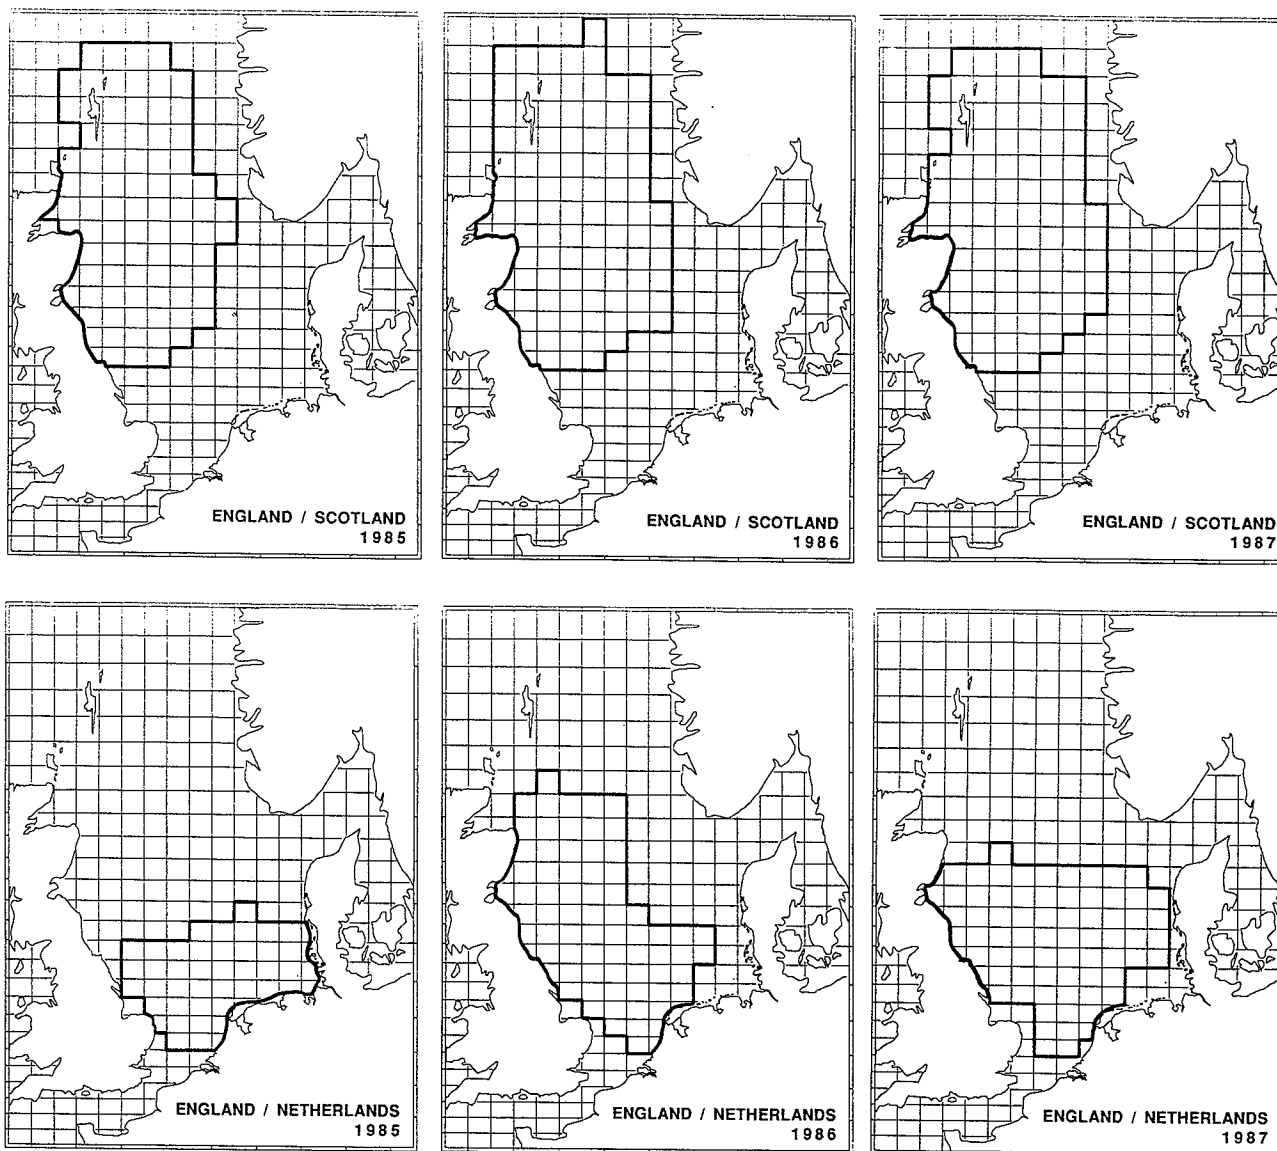 ENGLAND / SCOTLAND
1985
ENGLAND / SCOTLAND
1986
ENGLAND / SCOTLAND
1987
ENGLAND / NETHERLANDS
1985
ENGLAND / NETHERLANDS
1986
ENGLAND / NETHERLANDS
1987